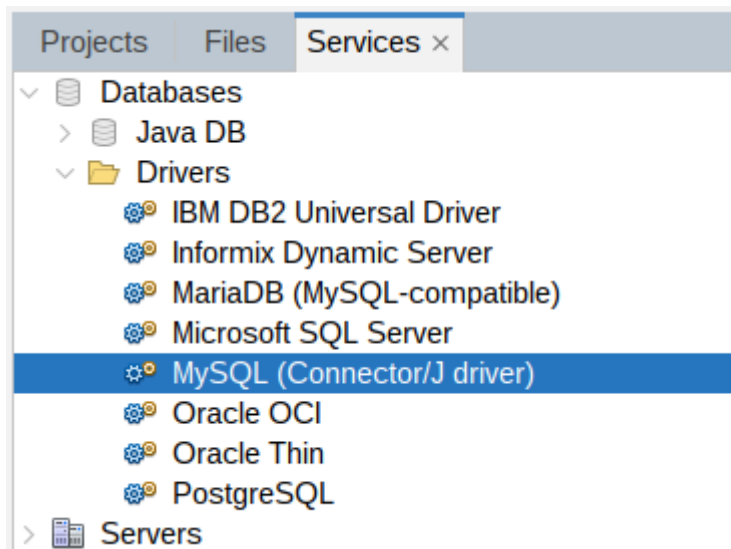 Projects Files Services ×
Databases
Java DB
Drivers
IBM DB2 Universal Driver
Informix Dynamic Server
MariaDB (MySQL-compatible)
Microsoft SQL Server
MySQL (Connector/J driver)
Oracle OCI
Oracle Thin
PostgreSQL
Servers